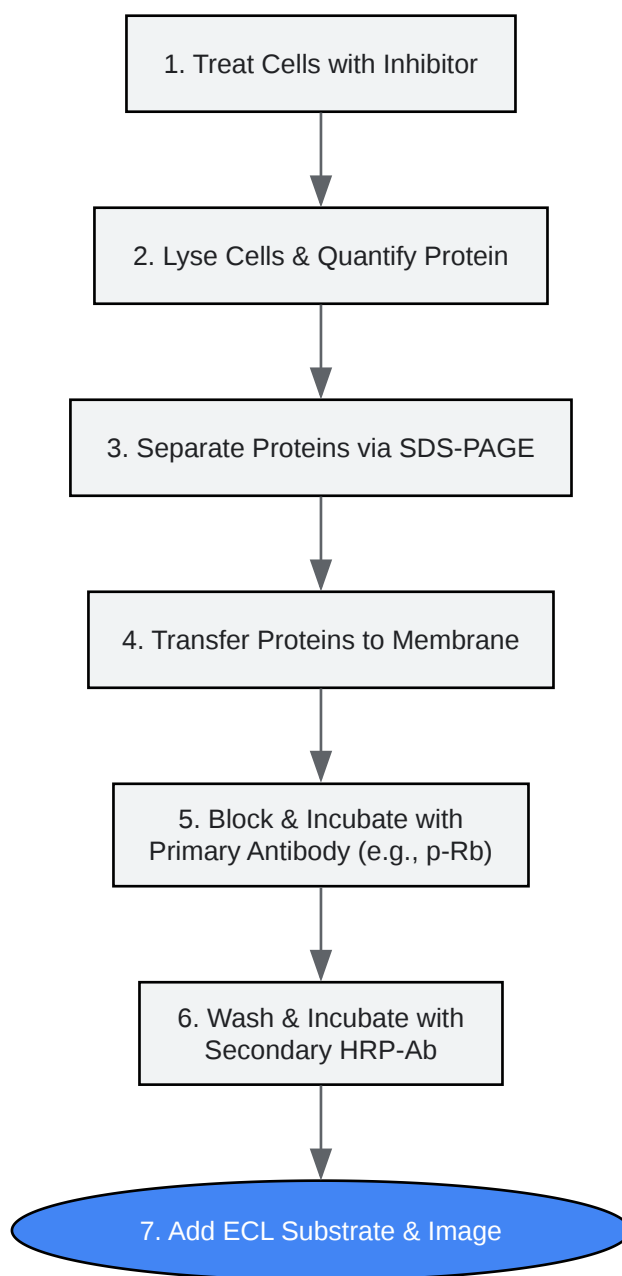 1. Treat Cells with Inhibitor
2. Lyse Cells & Quantify Protein
3. Separate Proteins via SDS-PAGE
4. Transfer Proteins to Membrane
5. Block & Incubate with
Primary Antibody (e.g., p-Rb)
6. Wash & Incubate with
Secondary HRP-Ab
7. Add ECL Substrate & Image